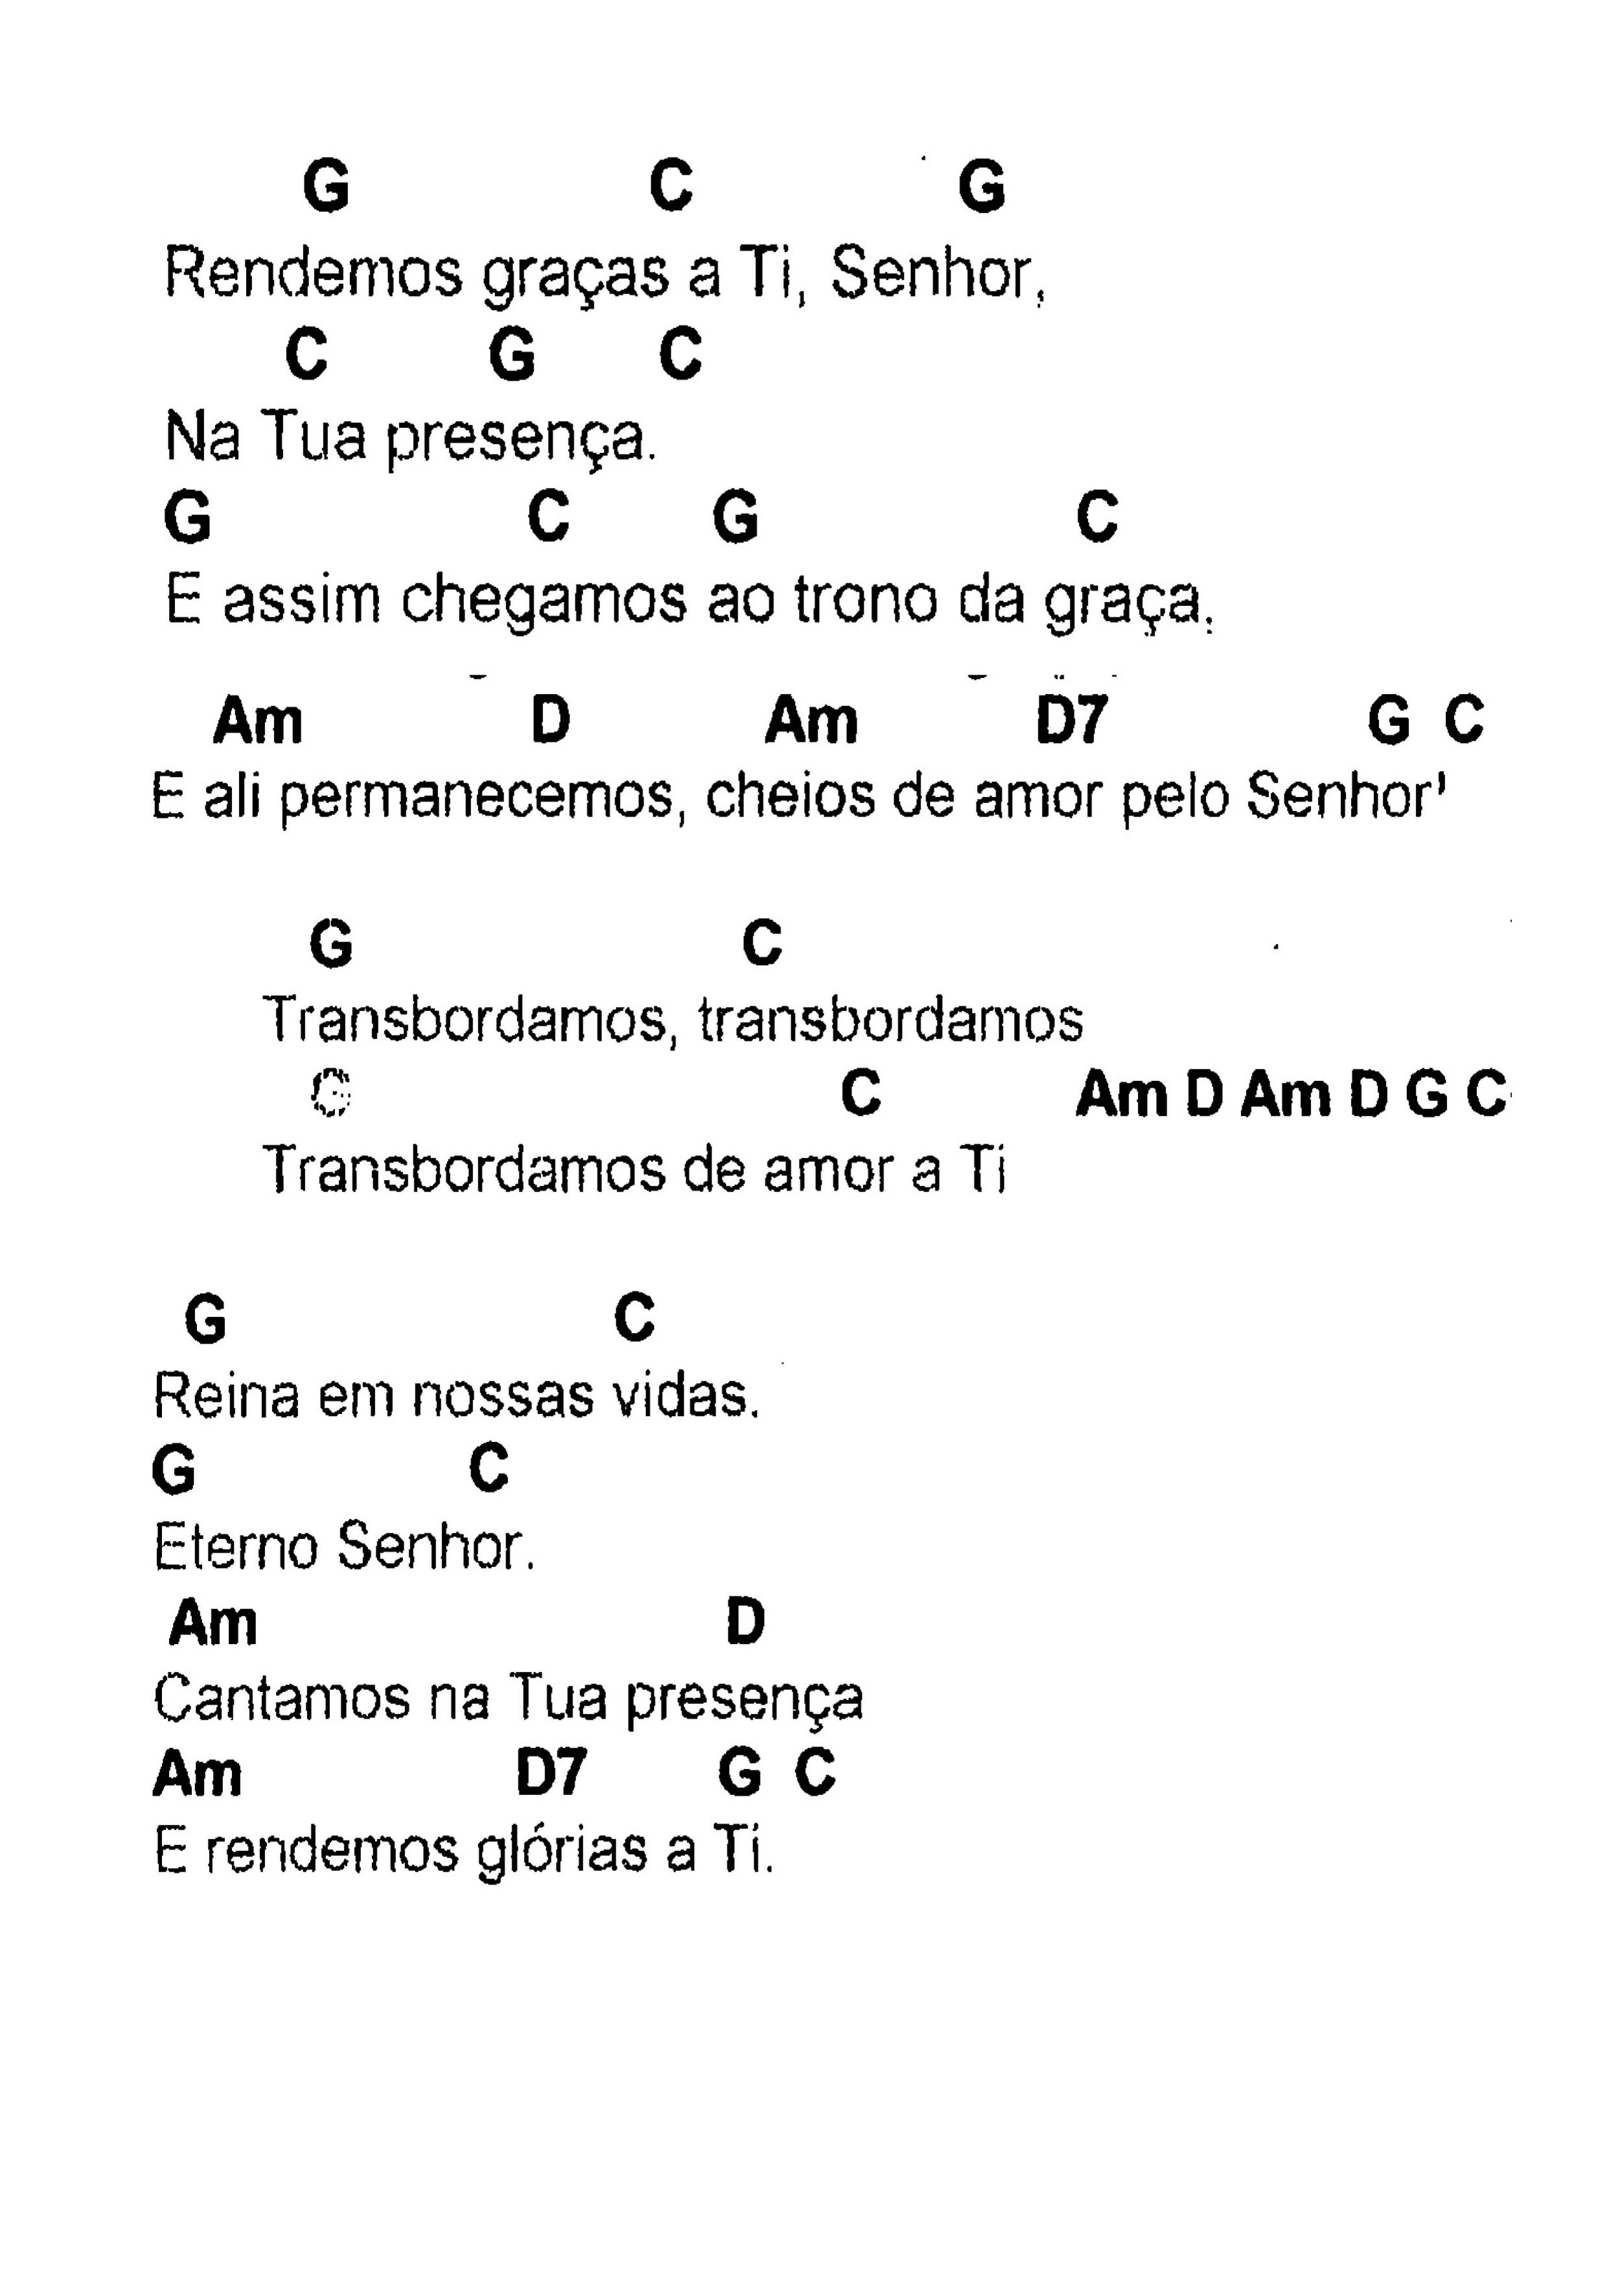 G C G
Rendemos graças a Ti, Senhor,
C G C
Na Tua presença.
G C G C
E assim chegamos ao trono da graça,
Am D Am D7 G C
E ali permanecemos, cheios de amor pelo Senhor'
G C
Transbordamos, transbordamos
G C Am D Am D G C
Transbordamos de amor a Ti
G C
Reina em nossas vidas.
G C
Eterno Senhor.
Am D
Cantamos na Tua presença
Am D7 G C
E rendemos glórias a Ti.